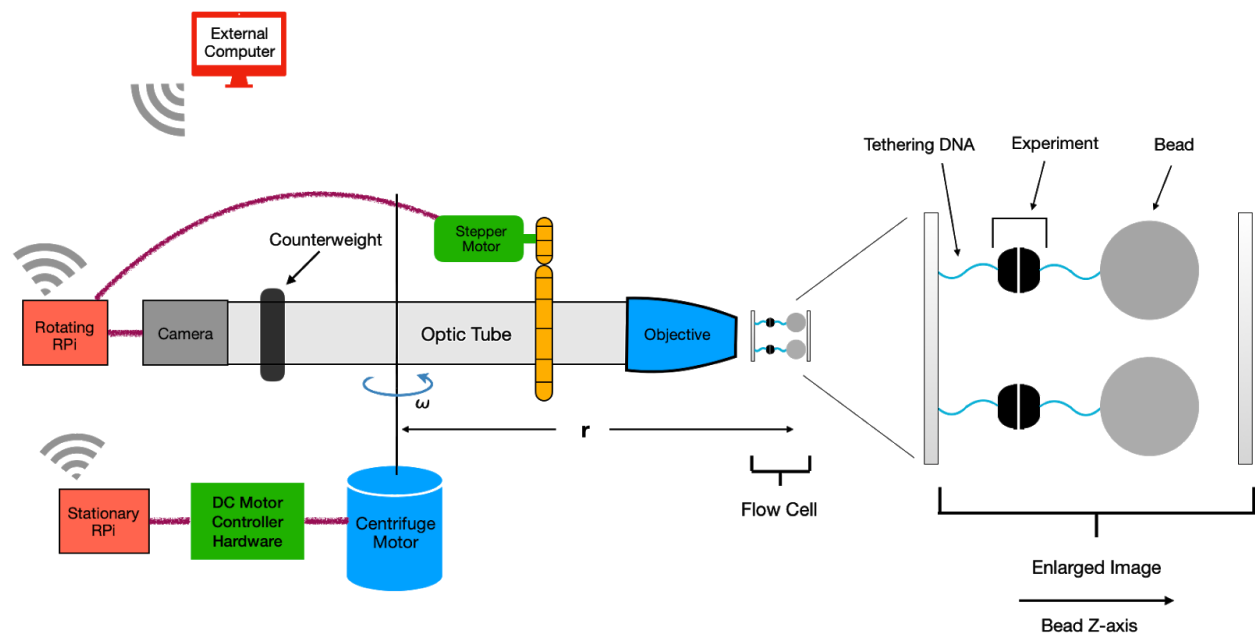 External
Computer
Tethering DNA
Experiment
Bead
Stepper
Motor
Counterweight
Rotating
RPi
Camera
Optic Tube
Objective
ω
r
Stationary
RPi
DC Motor
Controller
Hardware
Centrifuge
Motor
Flow Cell
Enlarged Image
Bead Z-axis